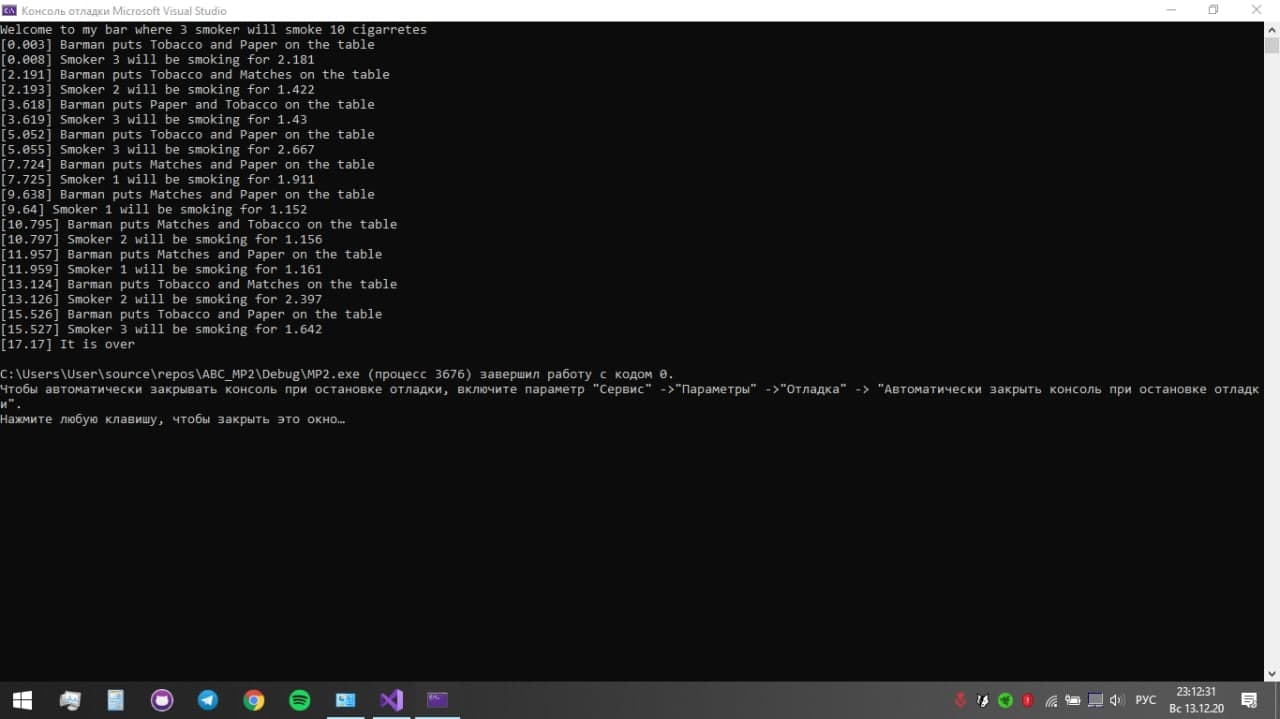 Консоль отладки Microsoft Visual Studio
Welcome to my bar where 3 smoker will smoke 10 cigarretes
[0.003] Barman puts Tobacco and Paper on the table
[0.008] Smoker 3 will be smoking for 2.181
[2.191] Barman puts Tobacco and Matches on the table
[2.193] Smoker 2 will be smoking for 1.422
[3.618] Barman puts Paper and Tobacco on the table
[3.619] Smoker 3 will be smoking for 1.43
[5.052] Barman puts Tobacco and Paper on the table
[5.055] Smoker 3 will be smoking for 2.667
[7.724] Barman puts Matches and Paper on the table
[7.725] Smoker 1 will be smoking for 1.911
[9.638] Barman puts Matches and Paper on the table
[9.64] Smoker 1 will be smoking for 1.152
[10.795] Barman puts Matches and Tobacco on the table
[10.797] Smoker 2 will be smoking for 1.156
[11.957] Barman puts Matches and Paper on the table
[11.959] Smoker 1 will be smoking for 1.161
[13.124] Barman puts Tobacco and Matches on the table
[13.126] Smoker 2 will be smoking for 2.397
[15.526] Barman puts Tobacco and Paper on the table
[15.527] Smoker 3 will be smoking for 1.642
[17.17] It is over
C:\Users\User\source\repos\ABC_MP2\Debug\MP2.exe (процесс 3676) завершил работу с кодом 0.
Чтобы автоматически закрывать консоль при остановке отладки, включите параметр "Сервис" ->"Параметры" ->"Отладка" -> "Автоматически закрыть консоль при остановке отладк
и".
Нажмите любую клавишу, чтобы закрыть это окно…
РУС
23:12:31
Вс 13.12.20